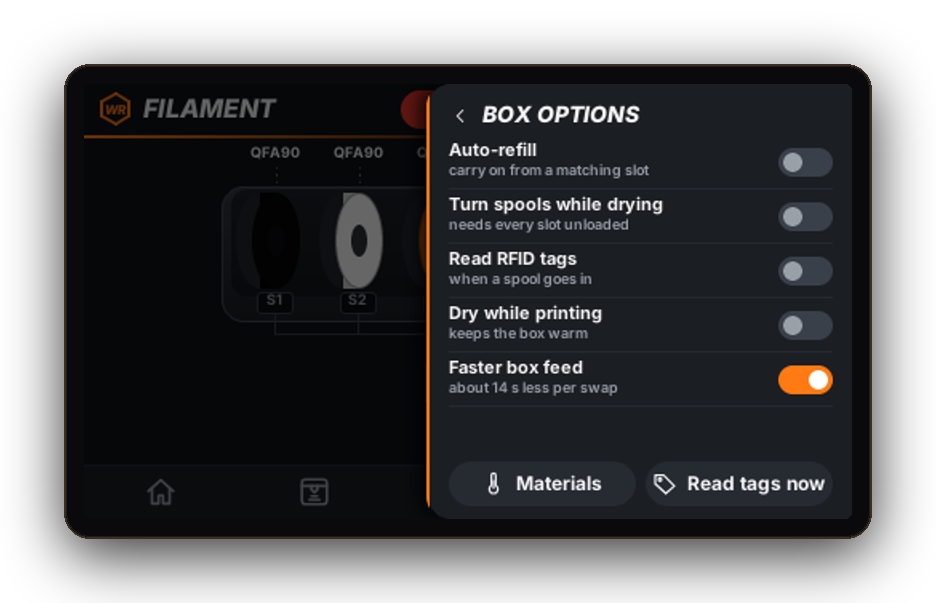 WR FILAMENT
QFA90 QFA90 Q
S1 S2
BOX OPTIONS
Auto-refill
carry on from a matching slot
Turn spools while drying
needs every slot unloaded
Read RFID tags
when a spool goes in
Dry while printing
keeps the box warm
Faster box feed
about 14 s less per swap
Materials
Read tags now